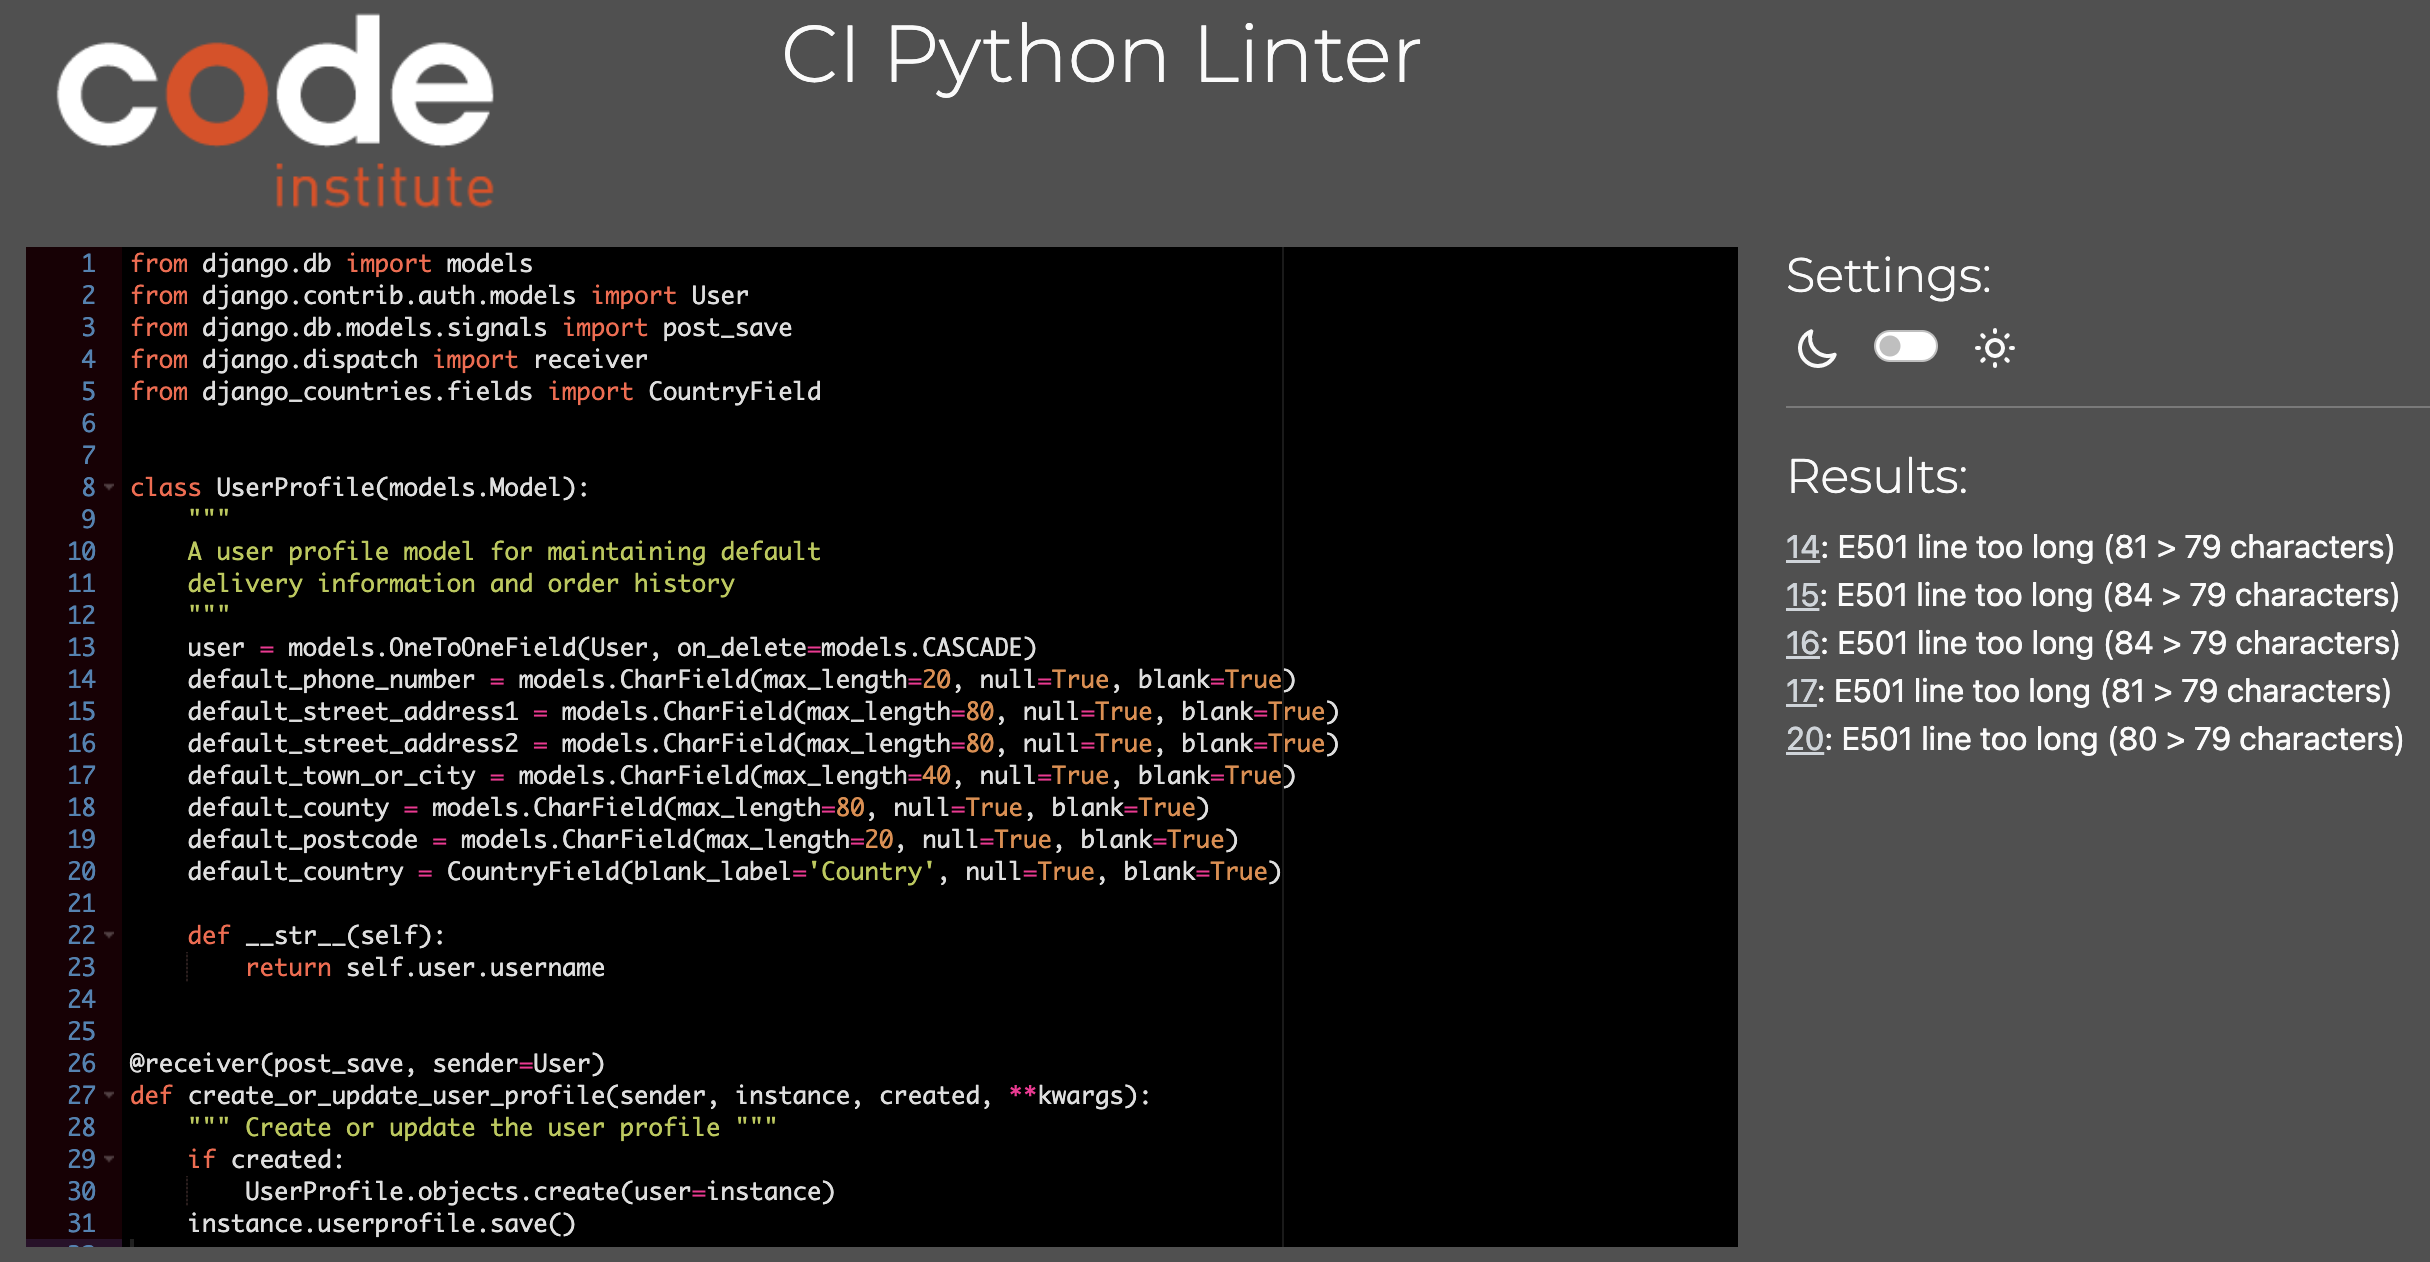 code
institute
CI Python Linter
1 from django.db import models
2 from django.contrib.auth.models import User
3 from django.db.models.signals import post_save
4 from django.dispatch import receiver
5 from django_countries.fields import CountryField
6
7
8 class UserProfile(models.Model):
9     """
10     A user profile model for maintaining default
11     delivery information and order history
12     """
13     user = models.OneToOneField(User, on_delete=models.CASCADE)
14     default_phone_number = models.CharField(max_length=20, null=True, blank=True)
15     default_street_address1 = models.CharField(max_length=80, null=True, blank=True)
16     default_street_address2 = models.CharField(max_length=80, null=True, blank=True)
17     default_town_or_city = models.CharField(max_length=40, null=True, blank=True)
18     default_county = models.CharField(max_length=80, null=True, blank=True)
19     default_postcode = models.CharField(max_length=20, null=True, blank=True)
20     default_country = CountryField(blank_label='Country', null=True, blank=True)
21
22     def __str__(self):
23         return self.user.username
24
25
26 @receiver(post_save, sender=User)
27 def create_or_update_user_profile(sender, instance, created, **kwargs):
28     """ Create or update the user profile """
29     if created:
30         UserProfile.objects.create(user=instance)
31     instance.userprofile.save()
Settings:
Results:
14: E501 line too long (81 > 79 characters)
15: E501 line too long (84 > 79 characters)
16: E501 line too long (84 > 79 characters)
17: E501 line too long (81 > 79 characters)
20: E501 line too long (80 > 79 characters)